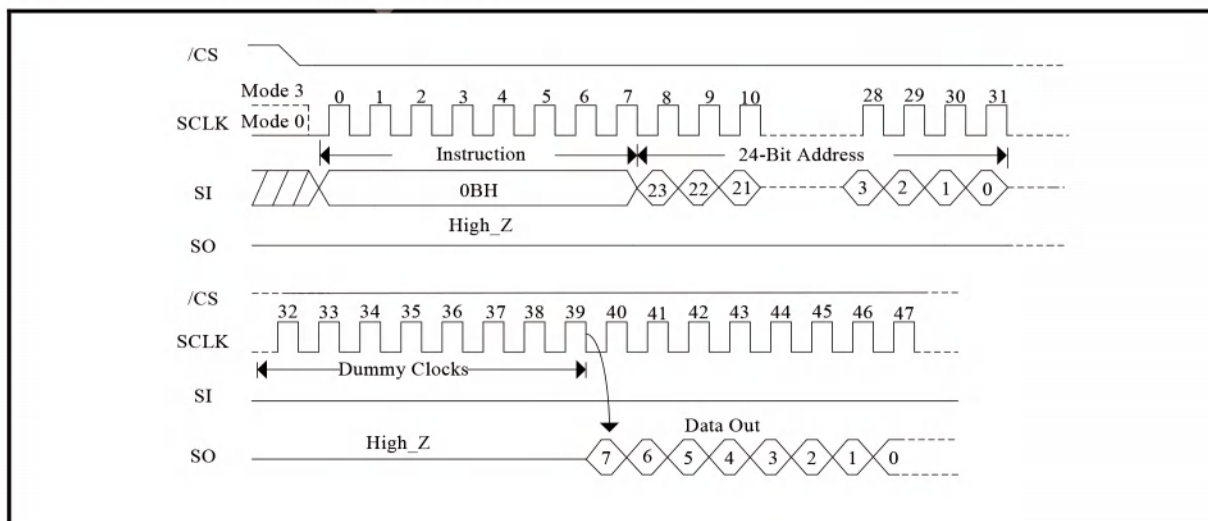 /CS
Mode 3
0 1 2 3 4 5 6 7 8 9 10 28 29 30 31
SCLK
Mode 0
Instruction 24-Bit Address
SI 0BH 23 22 21 3 2 1 0
High_Z
SO
/CS
32 33 34 35 36 37 38 39 40 41 42 43 44 45 46 47
SCLK
Dummy Clocks
SI
Data Out
High_Z
SO 7 6 5 4 3 2 1 0